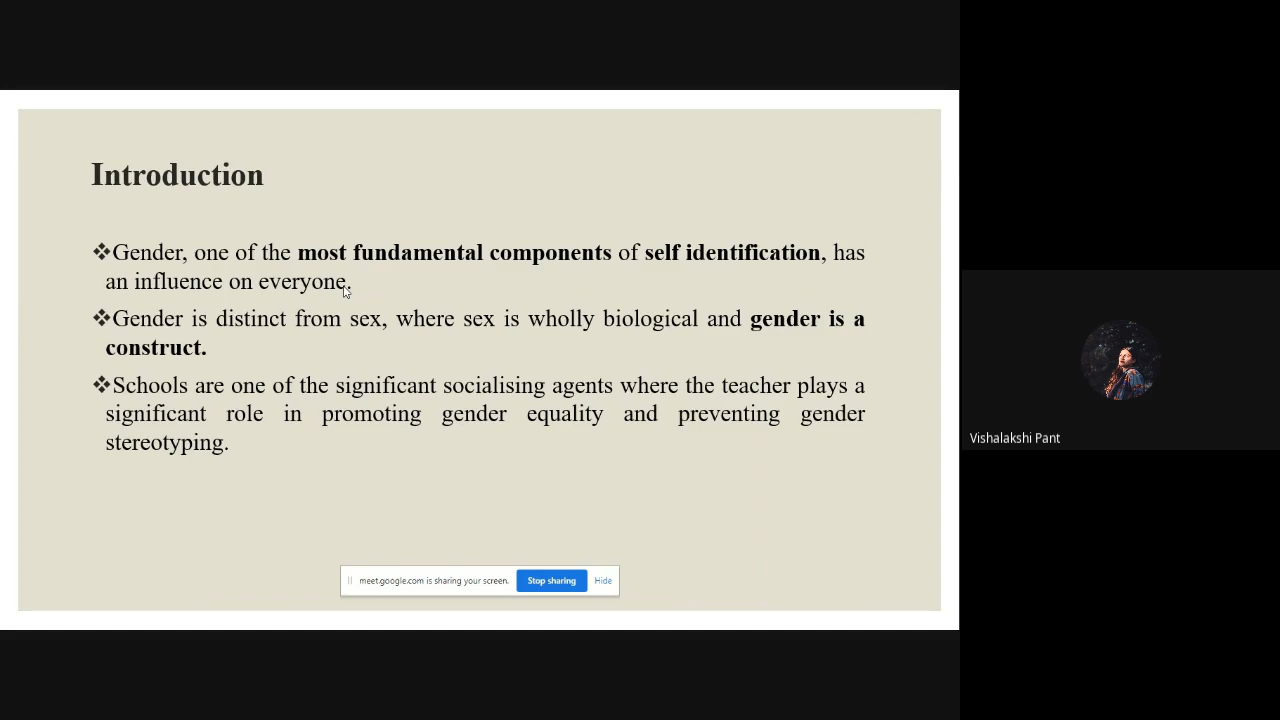 Introduction
❖Gender, one of the most fundamental components of self identification, has
an influence on everyone.
❖Gender is distinct from sex, where sex is wholly biological and gender is a
construct.
❖Schools are one of the significant socialising agents where the teacher plays a
significant role in promoting gender equality and preventing gender
stereotyping.
meet.google.com is sharing your screen. Stop sharing Hide
Vishalakshi Pant